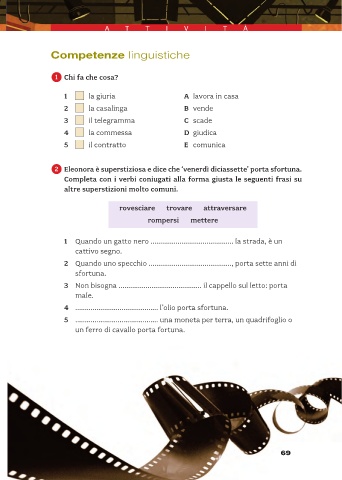 A T T I V I T À
Competenze linguistiche
1 Chi fa che cosa?
1 la giuria A lavora in casa
2 la casalinga B vende
3 il telegramma C scade
4 la commessa D giudica
5 il contratto E comunica
2 Eleonora è superstiziosa e dice che 'venerdì diciassette' porta sfortuna.
Completa con i verbi coniugati alla forma giusta le seguenti frasi su
altre superstizioni molto comuni.
rovesciare trovare attraversare
rompersi mettere
1 Quando un gatto nero ....................................... la strada, è un
cattivo segno.
2 Quando uno specchio ......................................., porta sette anni di
sfortuna.
3 Non bisogna ....................................... il cappello sul letto: porta
male.
4 ....................................... l'olio porta sfortuna.
5 ....................................... una moneta per terra, un quadrifoglio o
un ferro di cavallo porta fortuna.
69